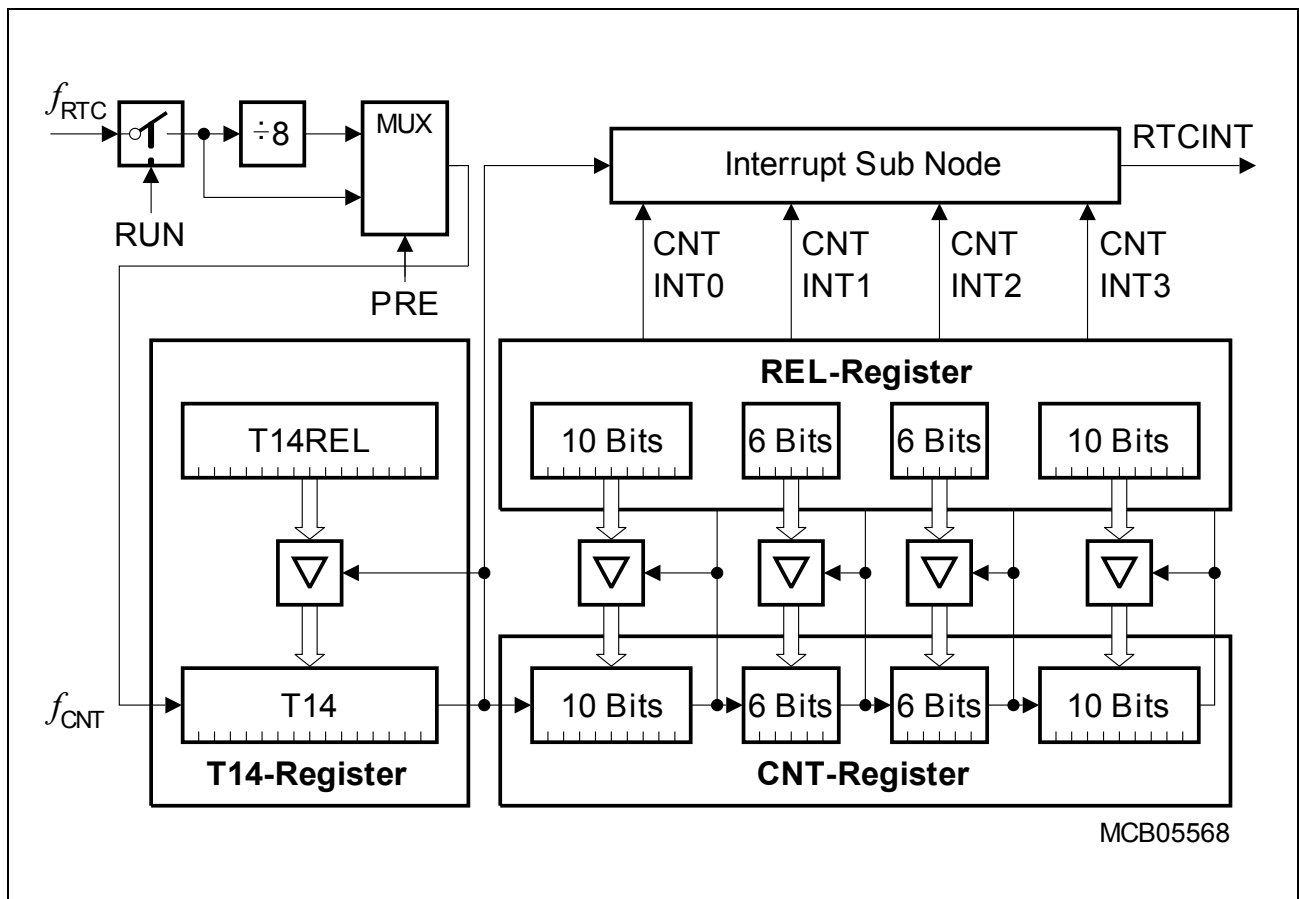 fRTC
÷8
MUX
RUN
PRE
Interrupt Sub Node
RTCINT
CNT INT0
CNT INT1
CNT INT2
CNT INT3
REL-Register
T14REL
10 Bits
6 Bits
6 Bits
10 Bits
fCNT
T14
10 Bits
6 Bits
6 Bits
10 Bits
T14-Register
CNT-Register
MCB05568